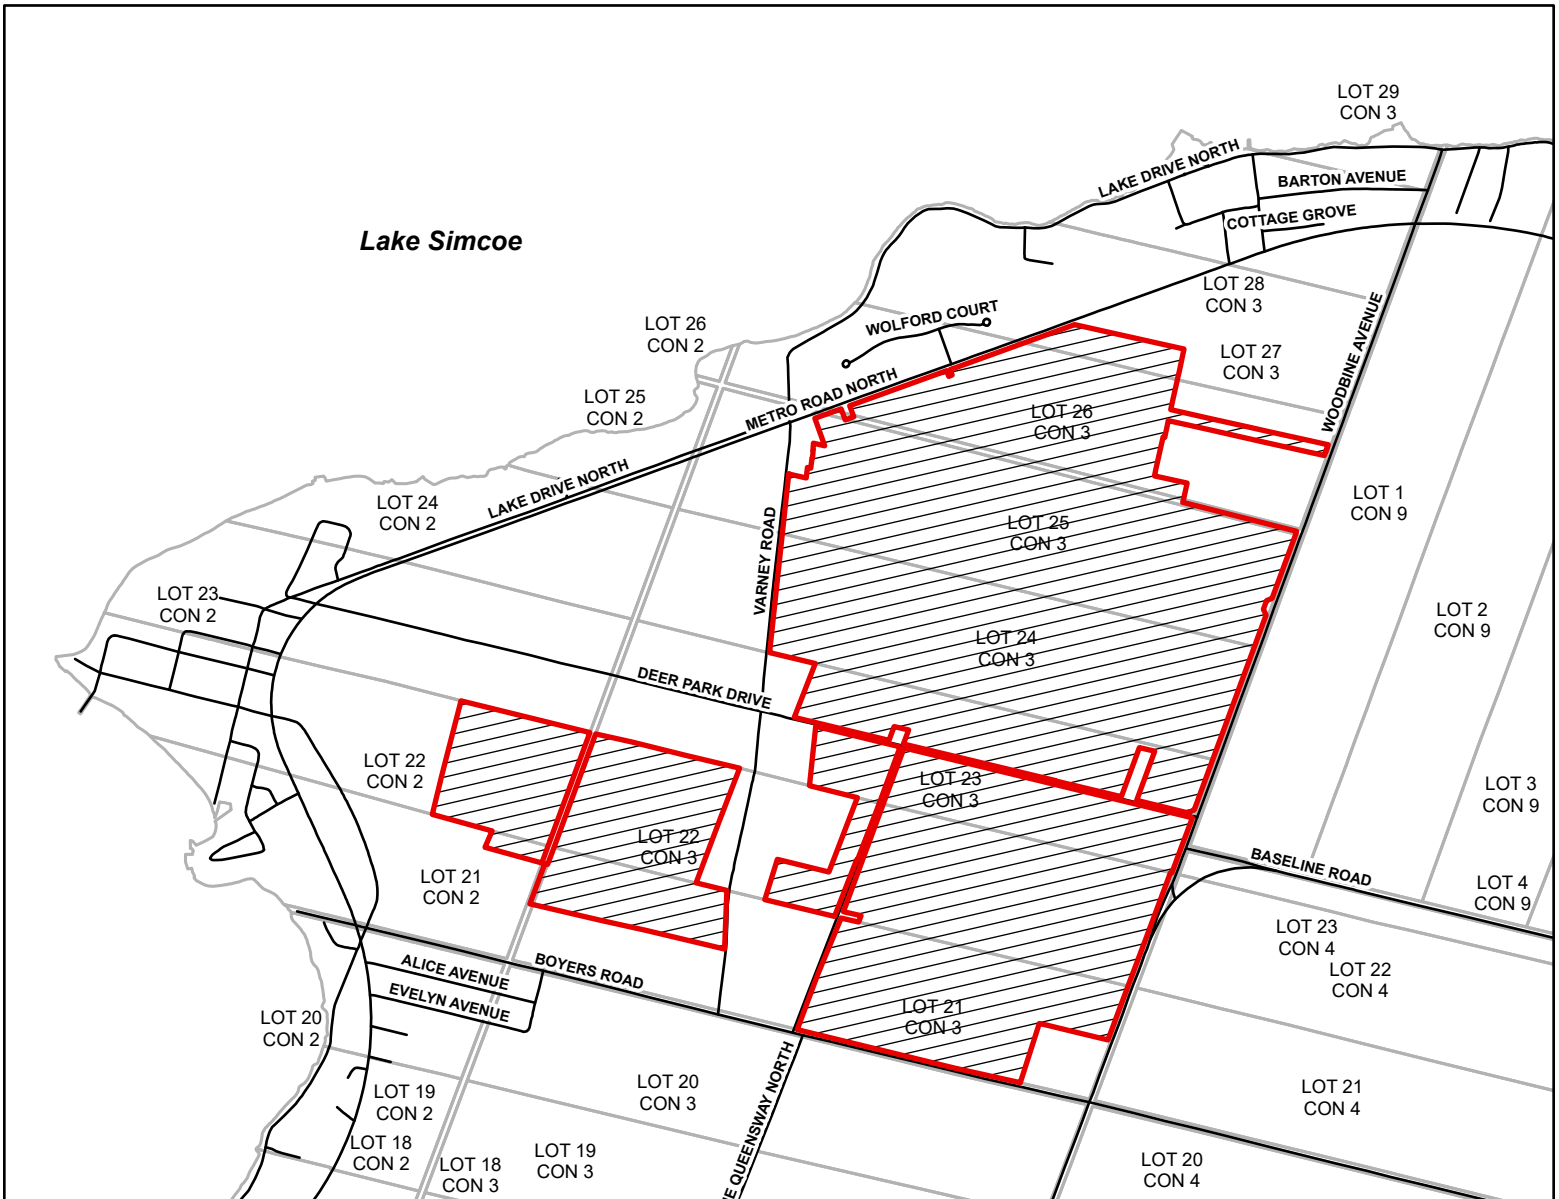 LOT 29
CON 3
LAKE DRIVE NORTH
BARTON AVENUE
COTTAGE GROVE
Lake Simcoe
LOT 28
CON 3
WOLFORD COURT
LOT 26
CON 2
LOT 27
CON 3
WOODBINE AVENUE
LOT 25
CON 2
METRO ROAD NORTH
LOT 26
CON 3
LOT 24
CON 2
LAKE DRIVE NORTH
LOT 1
CON 9
LOT 25
CON 3
VARNEY ROAD
LOT 23
CON 2
LOT 2
CON 9
LOT 24
CON 3
DEER PARK DRIVE
LOT 22
CON 2
LOT 23
CON 3
LOT 3
CON 9
LOT 22
CON 3
BASELINE ROAD
LOT 21
CON 2
LOT 4
CON 9
LOT 23
CON 4
LOT 22
CON 4
BOYERS ROAD
ALICE AVENUE
EVELYN AVENUE
LOT 21
CON 3
LOT 20
CON 2
LOT 20
CON 3
LOT 21
CON 4
LOT 19
CON 2
QUEENSWAY NORTH
LOT 18
CON 2
LOT 19
CON 3
LOT 18
CON 3
LOT 20
CON 4